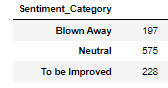 Sentiment_Category
Blown Away 197
Neutral 575
To be Improved 228